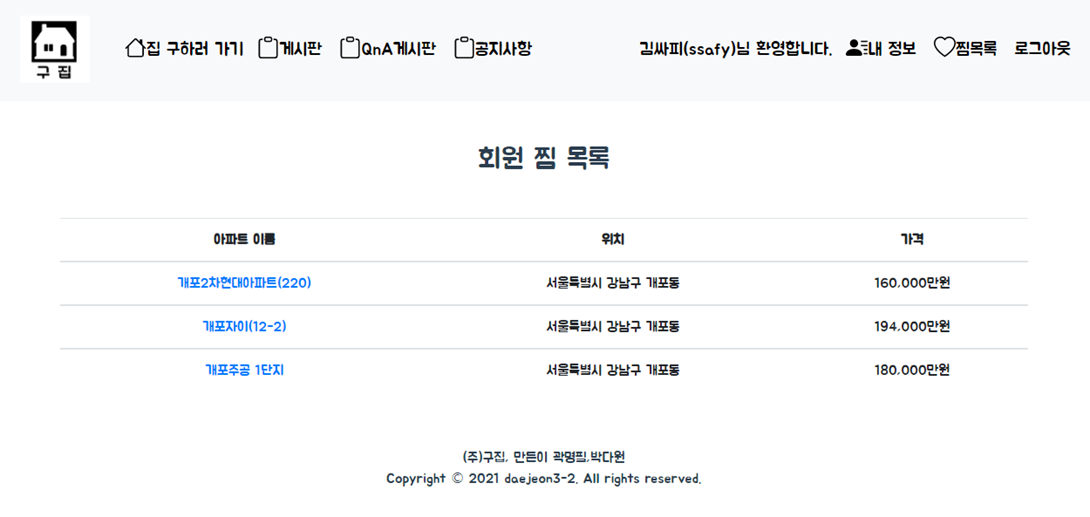 구 집
집 구하러 가기 게시판 QnA게시판 공지사항 김싸피(ssafy)님 환영합니다. 내 정보 찜목록 로그아웃
회원 찜 목록
아파트 이름 위치 가격
개포2차현대아파트(220) 서울특별시 강남구 개포동 160,000만원
개포자이(12-2) 서울특별시 강남구 개포동 194,000만원
개포주공 1단지 서울특별시 강남구 개포동 180,000만원
(주)구집, 만든이 곽명필,박다원
Copyright © 2021 daejeon3-2. All rights reserved.